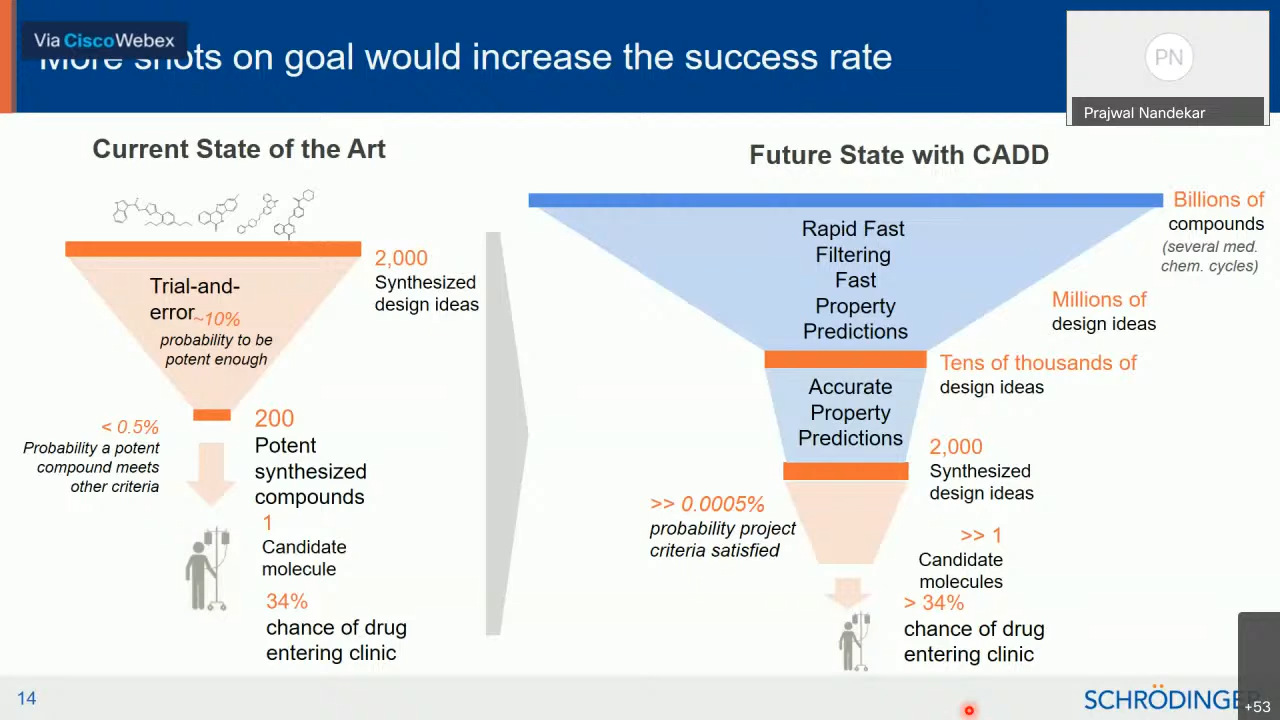 Via Cisco Webex
More shots on goal would increase the success rate
PN
Prajwal Nandekar
Current State of the Art
2,000
Synthesized
design ideas
Trial-and-
error
~10%
probability to be
potent enough
< 0.5%
Probability a potent
compound meets
other criteria
200
Potent
synthesized
compounds
1
Candidate
molecule
34%
chance of drug
entering clinic
Future State with CADD
Billions of
compounds
(several med.
chem. cycles)
Rapid Fast
Filtering
Fast
Property
Predictions
Millions of
design ideas
Tens of thousands of
design ideas
Accurate
Property
Predictions
2,000
Synthesized
design ideas
>> 0.0005%
probability project
criteria satisfied
>> 1
Candidate
molecules
> 34%
chance of drug
entering clinic
14
SCHRÖDINGER
+53